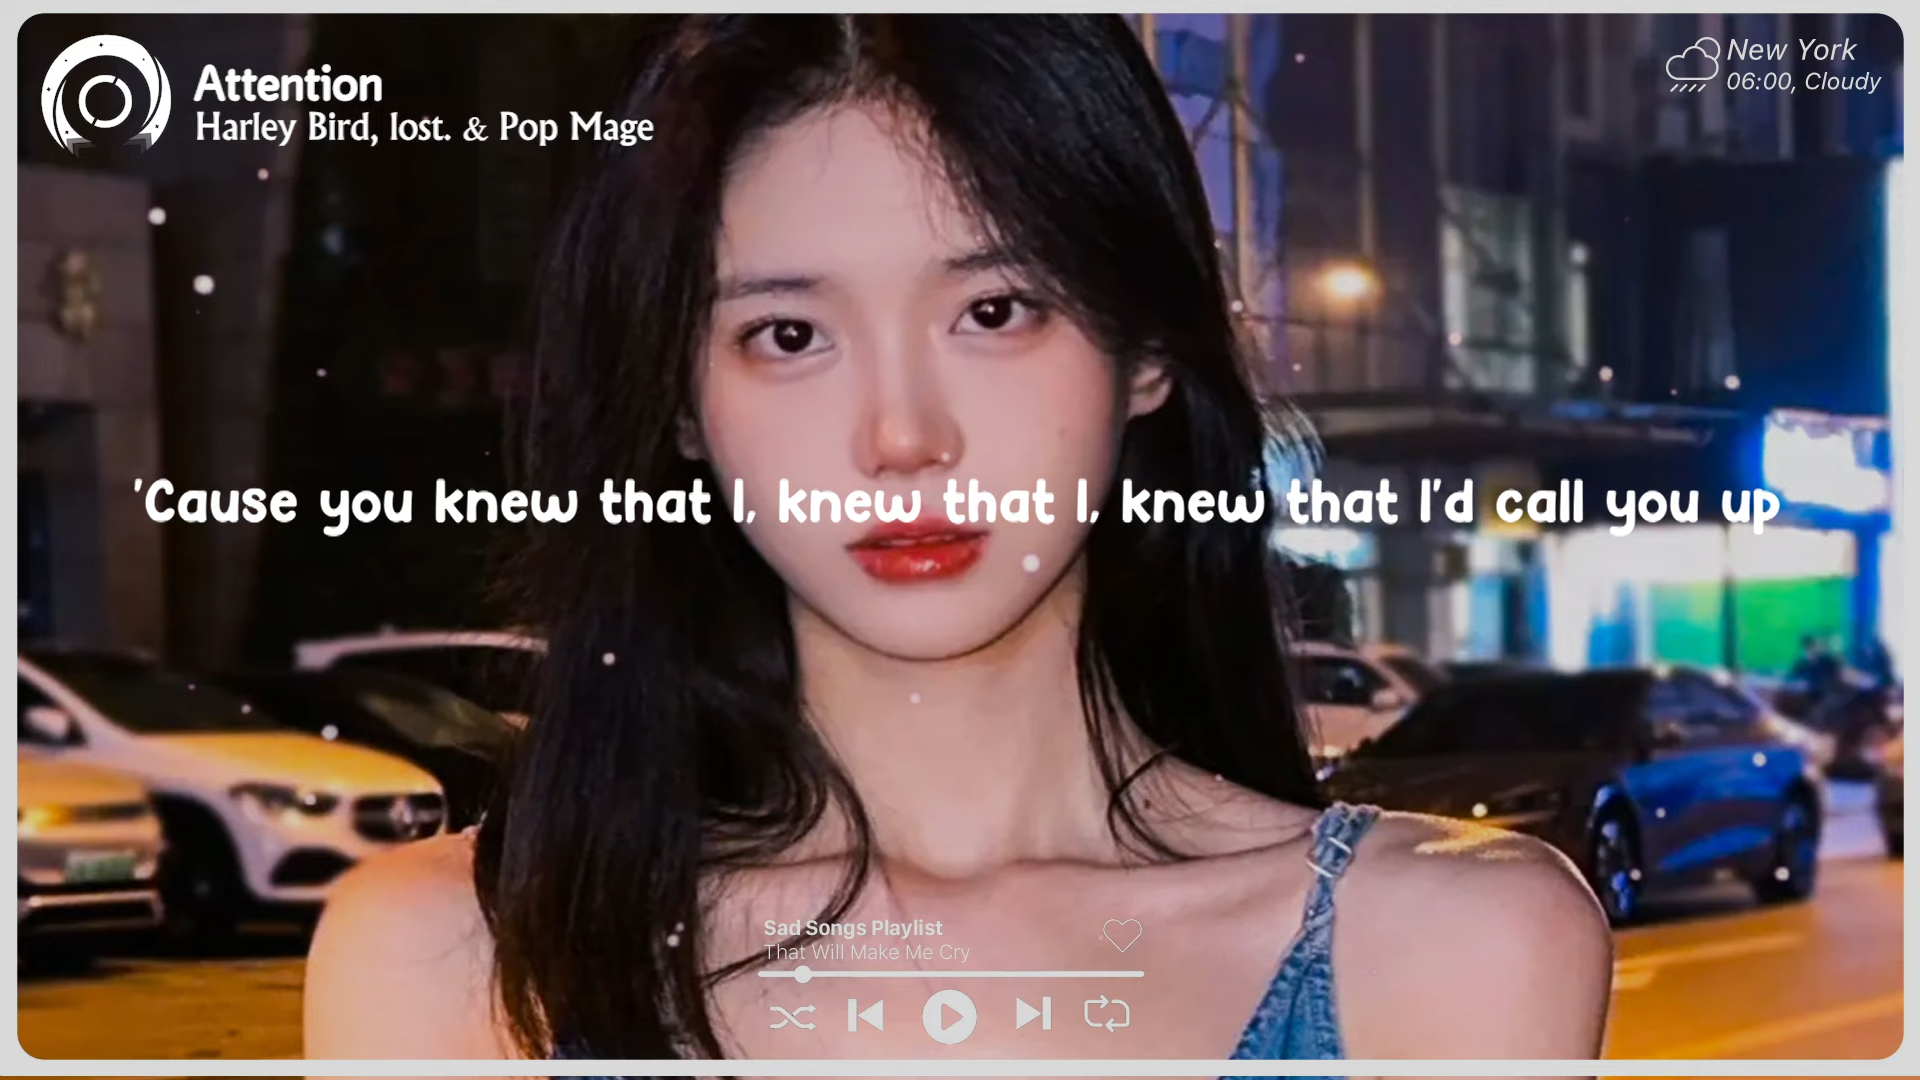 Attention
Harley Bird, lost. & Pop Mage
New York
06:00, Cloudy
'Cause you knew that I, knew that I, knew that I'd call you up
Sad Songs Playlist
That Will Make Me Cry